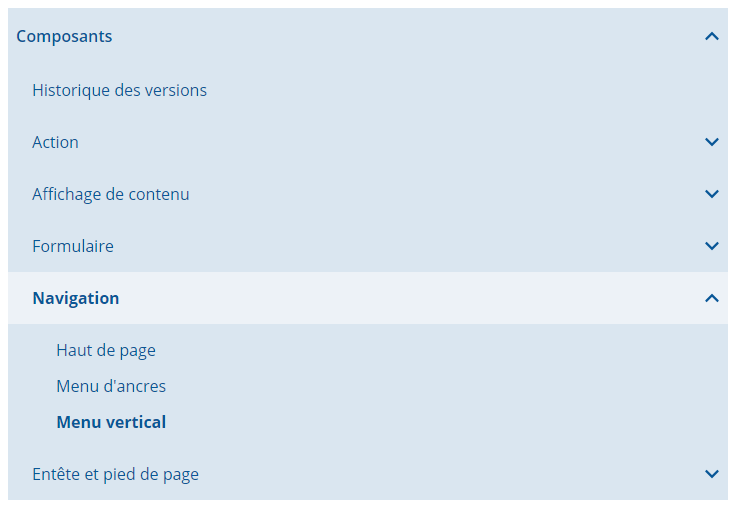 Composants
Historique des versions
Action
Affichage de contenu
Formulaire
Navigation
Haut de page
Menu d'ancres
Menu vertical
Entête et pied de page